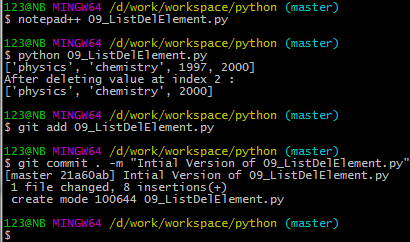 123@NB MINGW64 /d/work/workspace/python (master)
$ notepad++ 09_ListDelElement.py
123@NB MINGW64 /d/work/workspace/python (master)
$ python 09_ListDelElement.py
['physics', 'chemistry', 1997, 2000]
After deleting value at index 2 :
['physics', 'chemistry', 2000]
123@NB MINGW64 /d/work/workspace/python (master)
$ git add 09_ListDelElement.py
123@NB MINGW64 /d/work/workspace/python (master)
$ git commit . -m "Intial Version of 09_ListDelElement.py"
[master 21a60ab] Intial Version of 09_ListDelElement.py
1 file changed, 8 insertions(+)
create mode 100644 09_ListDelElement.py
123@NB MINGW64 /d/work/workspace/python (master)
$